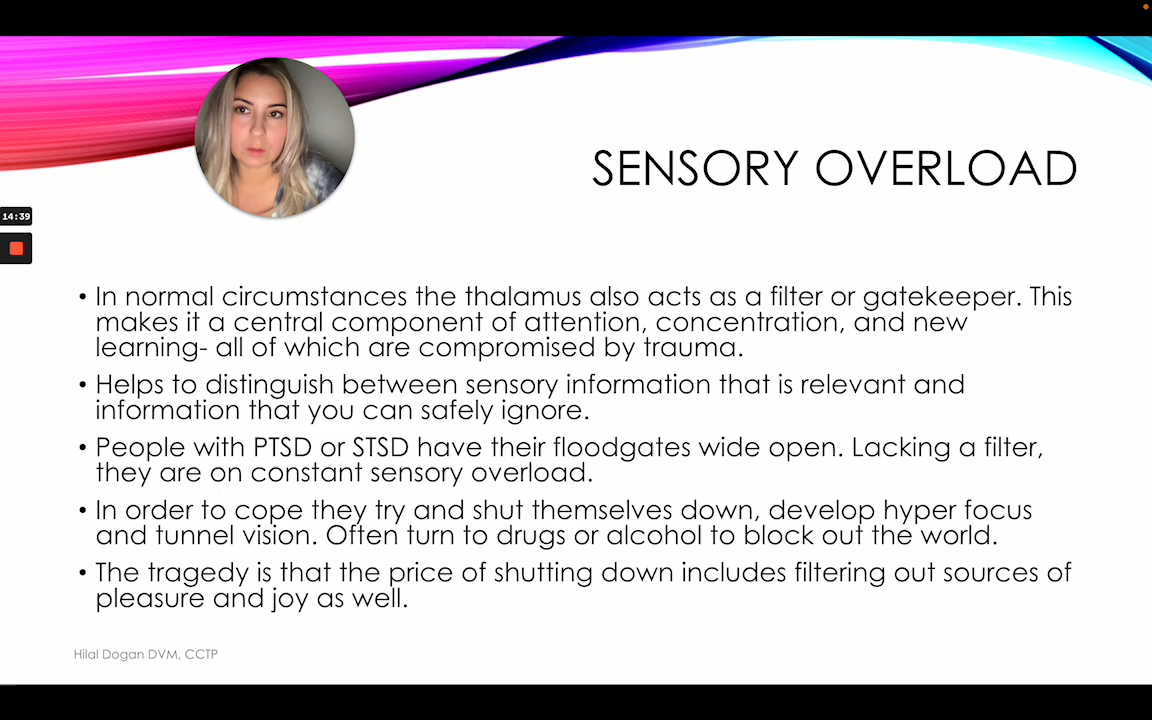 SENSORY OVERLOAD
14:39
• In normal circumstances the thalamus also acts as a filter or gatekeeper. This
makes it a central component of attention, concentration, and new
learning- all of which are compromised by trauma.
• Helps to distinguish between sensory information that is relevant and
information that you can safely ignore.
• People with PTSD or STSD have their floodgates wide open. Lacking a filter,
they are on constant sensory overload.
• In order to cope they try and shut themselves down, develop hyper focus
and tunnel vision. Often turn to drugs or alcohol to block out the world.
• The tragedy is that the price of shutting down includes filtering out sources of
pleasure and joy as well.
Hilal Dogan DVM, CCTP